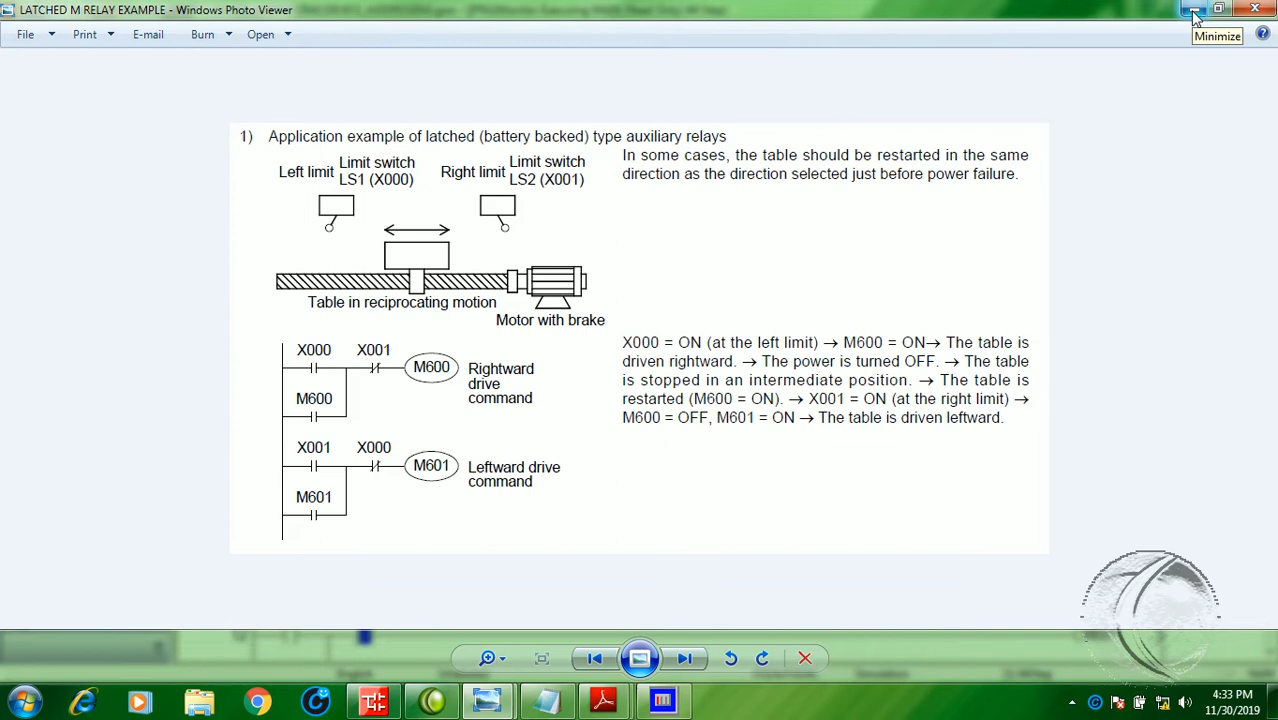 LATCHED M RELAY EXAMPLE - Windows Photo Viewer
Minimize
File Print E-mail Burn Open
1) Application example of latched (battery backed) type auxiliary relays
Left limit
Limit switch
LS1 (X000)
Right limit
Limit switch
LS2 (X001)
In some cases, the table should be restarted in the same
direction as the direction selected just before power failure.
Table in reciprocating motion
Motor with brake
X000 X001
M600
Rightward
drive
command
M600
X001 X000
M601
Leftward drive
command
M601
X000 = ON (at the left limit) → M600 = ON→ The table is
driven rightward. → The power is turned OFF. → The table
is stopped in an intermediate position. → The table is
restarted (M600 = ON). → X001 = ON (at the right limit) →
M600 = OFF, M601 = ON → The table is driven leftward.
4:33 PM
11/30/2019